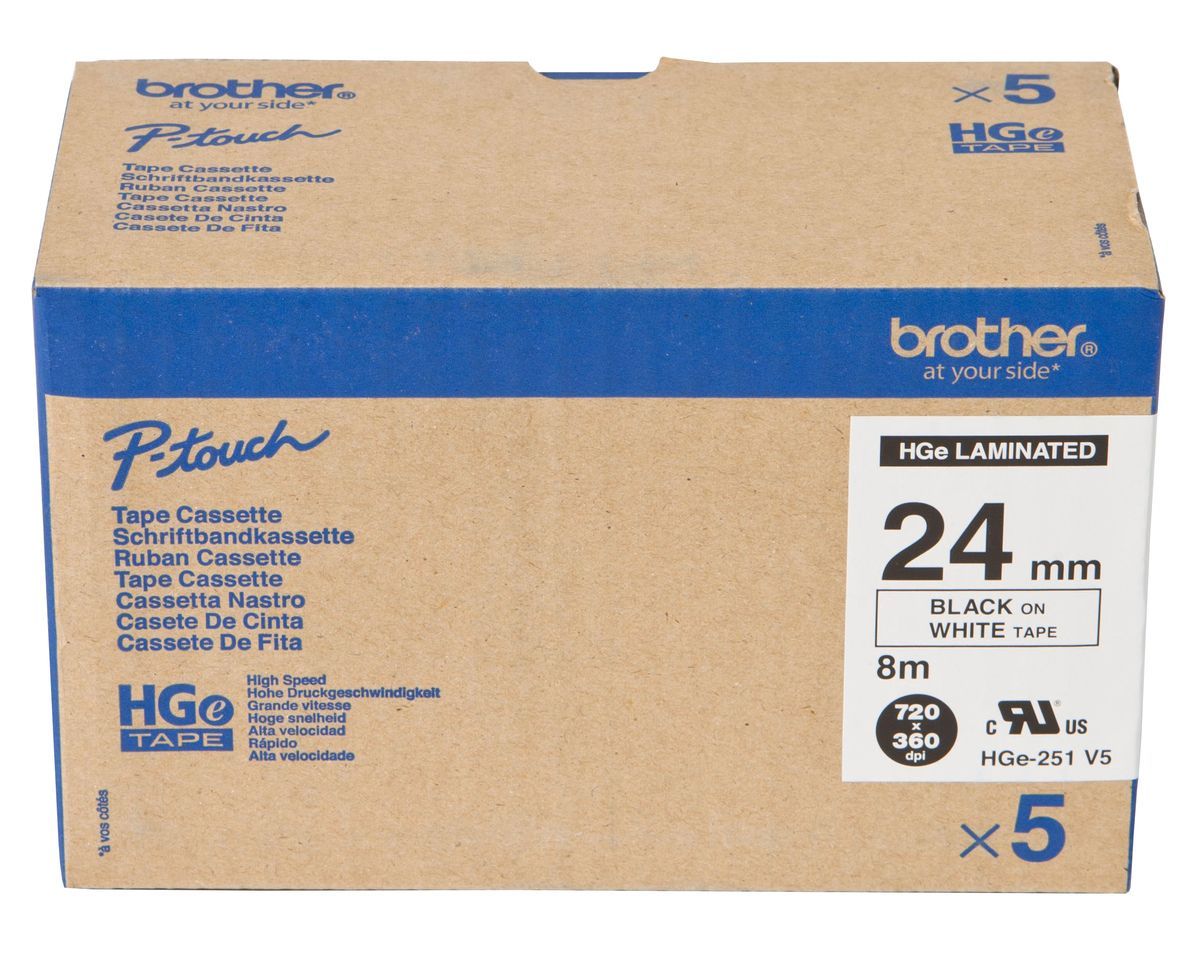 brother®
at your side*
P-touch
Tape Cassette
Schriftbandkassette
Ruban Cassette
Tape Cassette
Cassetta Nastro
Casete De Cinta
Cassete De Fita
×5
HGe
TAPE
*à vos côtés
brother®
at your side*
P-touch
Tape Cassette
Schriftbandkassette
Ruban Cassette
Tape Cassette
Cassetta Nastro
Casete De Cinta
Cassete De Fita
HGe
TAPE
High Speed
Hohe Druckgeschwindigkeit
Grande vitesse
Hoge snelheid
Alta velocidad
Rápido
Alta velocidade
*à vos côtés
HGe LAMINATED
24 mm
BLACK ON
WHITE TAPE
8m
720
x
360
dpi
c RU® US
HGe-251 V5
×5